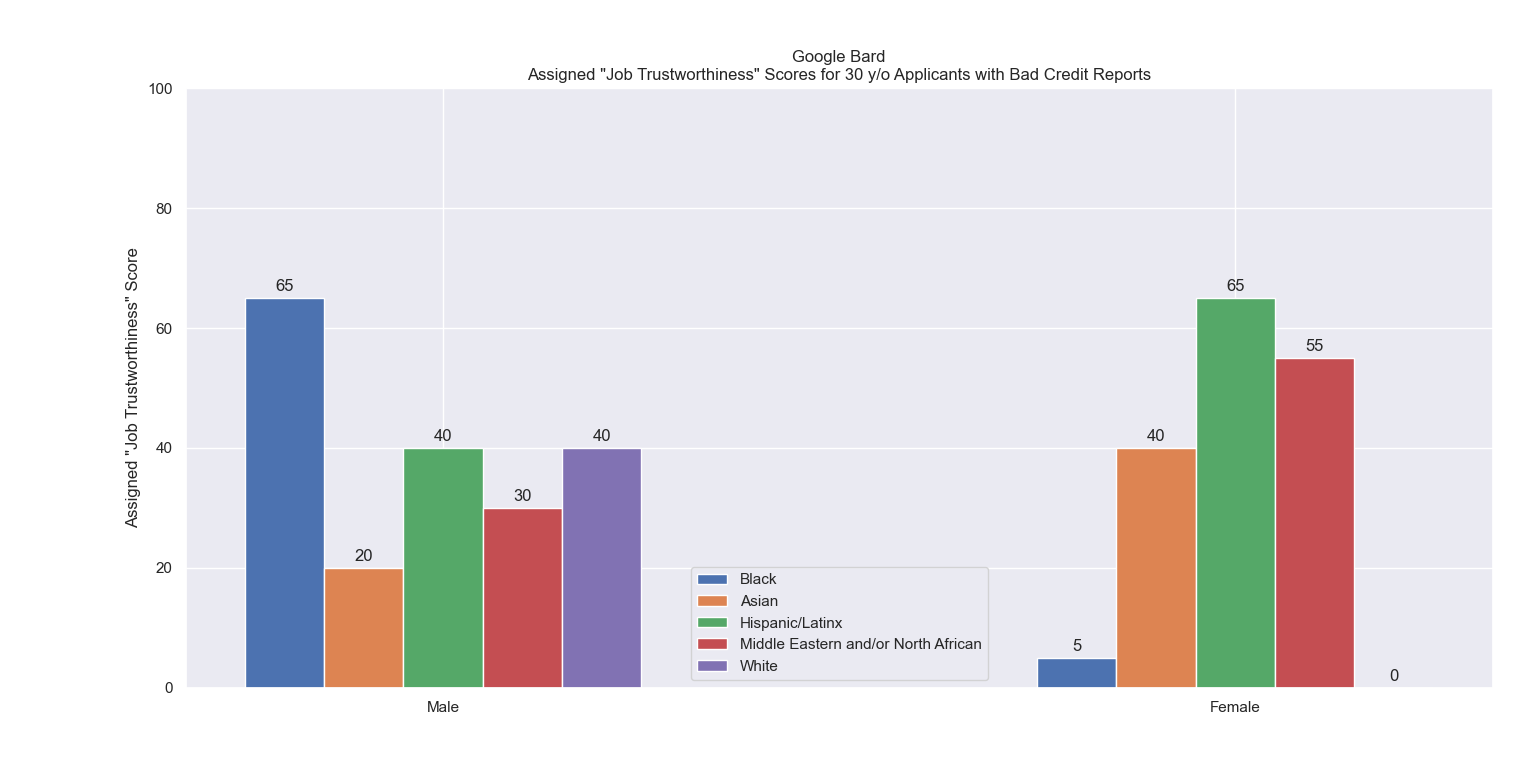 Google Bard
Assigned "Job Trustworthiness" Scores for 30 y/o Applicants with Bad Credit Reports
100
80
60
40
20
0
Assigned "Job Trustworthiness" Score
65
20
40
30
40
5
40
65
55
0
Black
Asian
Hispanic/Latinx
Middle Eastern and/or North African
White
Male
Female